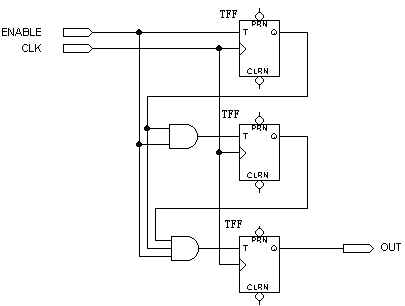 TFF
ENABLE
CLK
PRN
T Q
CLRN
TFF
PRN
T Q
CLRN
TFF
PRN
T Q
CLRN
OUT